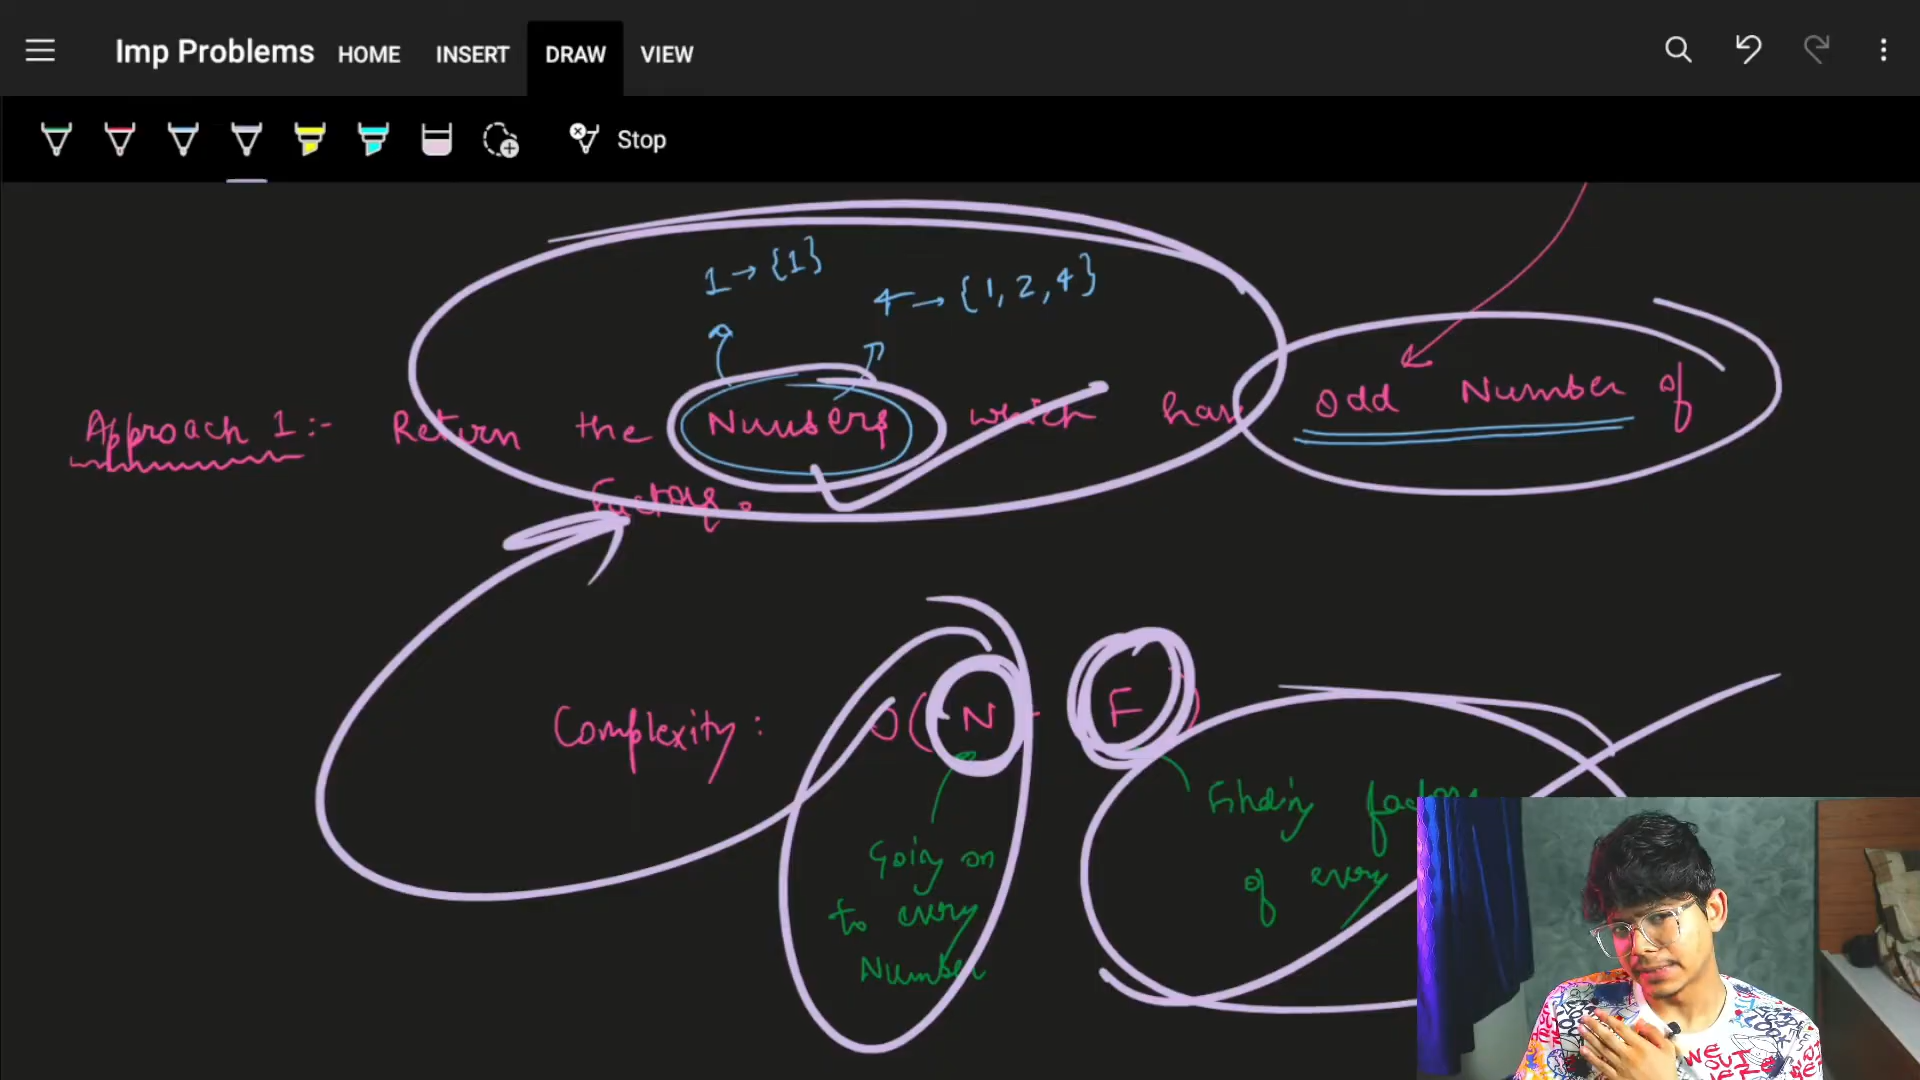 Imp Problems HOME INSERT DRAW VIEW
Stop
1 → {1}
4 → {1, 2, 4}
Approach 1:- Return the Numbers which have Odd Number of
Factors.
Complexity: O(N * F)
Finding factors
of every
Going on
to every
Number